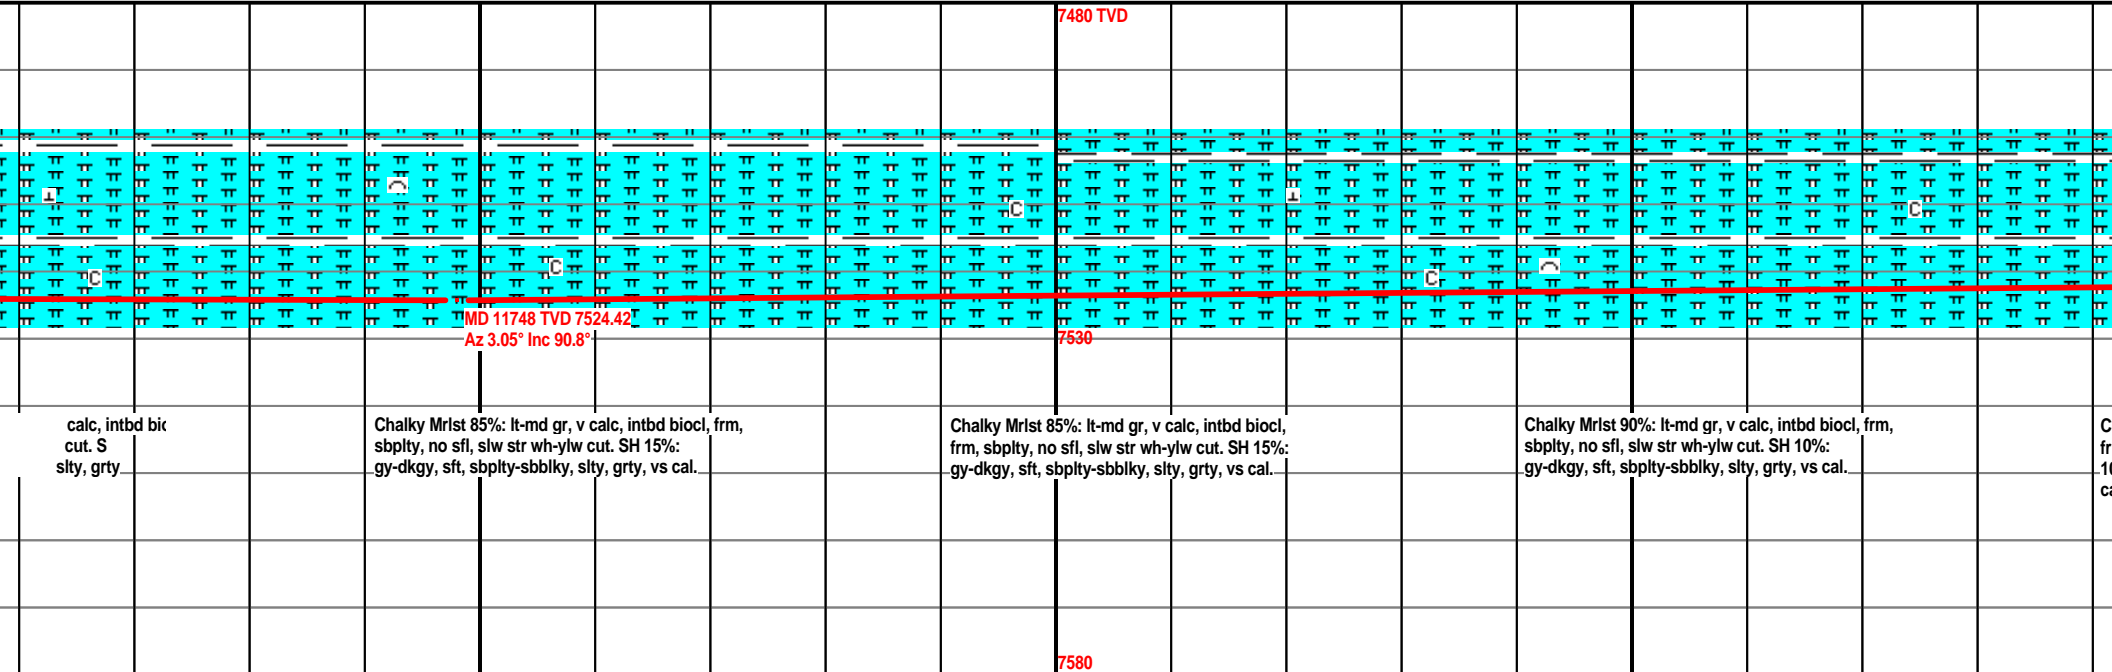 7480 TVD
C
C
C
C
C
MD 11748 TVD 7524.42
Az 3.05° Inc 90.8°
7530
calc, intbd bio
cut. S
slty, grty
Chalky Mrlst 85%: lt-md gr, v calc, intbd biocl, frm,
sbplty, no sfl, slw str wh-ylw cut. SH 15%:
gy-dkgy, sft, sbplty-sbblky, slty, grty, vs cal.
Chalky Mrlst 85%: lt-md gr, v calc, intbd biocl,
frm, sbplty, no sfl, slw str wh-ylw cut. SH 15%:
gy-dkgy, sft, sbplty-sbblky, slty, grty, vs cal.
Chalky Mrlst 90%: lt-md gr, v calc, intbd biocl, frm,
sbplty, no sfl, slw str wh-ylw cut. SH 10%:
gy-dkgy, sft, sbplty-sbblky, slty, grty, vs cal.
C
fr
10
ca
7580